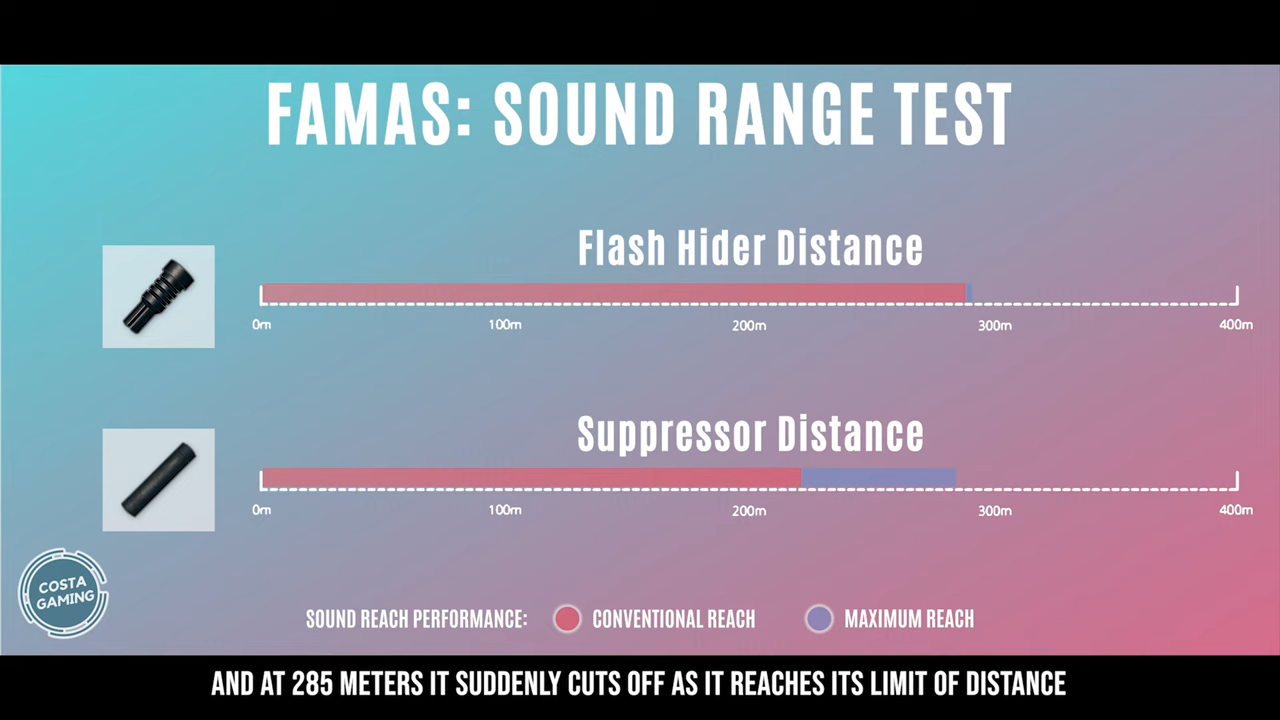 FAMAS: SOUND RANGE TEST
Flash Hider Distance
0m 100m 200m 300m 400m
Suppressor Distance
0m 100m 200m 300m 400m
COSTA
GAMING
SOUND REACH PERFORMANCE: CONVENTIONAL REACH MAXIMUM REACH
AND AT 285 METERS IT SUDDENLY CUTS OFF AS IT REACHES ITS LIMIT OF DISTANCE